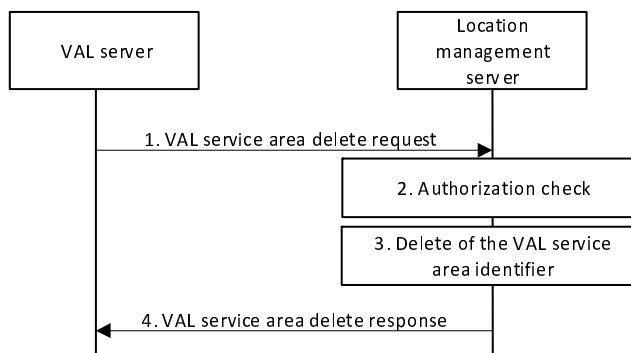 VAL server
Location
management
server
1. VAL service area delete request
2. Authorization check
3. Delete of the VAL service
area identifier
4. VAL service area delete response